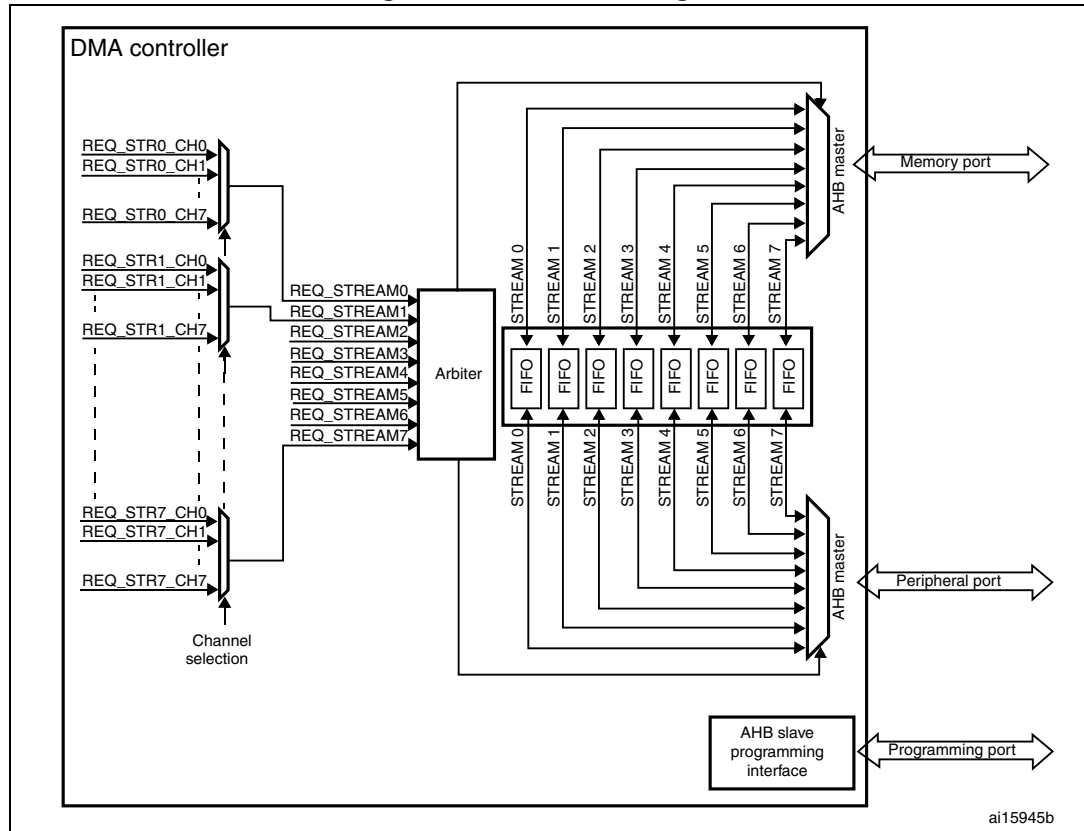 DMA controller
REQ_STR0_CH0
REQ_STR0_CH1
REQ_STR0_CH7
REQ_STR1_CH0
REQ_STR1_CH1
REQ_STR1_CH7
REQ_STR7_CH0
REQ_STR7_CH1
REQ_STR7_CH7
Channel
selection
REQ_STREAM0
REQ_STREAM1
REQ_STREAM2
REQ_STREAM3
REQ_STREAM4
REQ_STREAM5
REQ_STREAM6
REQ_STREAM7
Arbiter
STREAM 0
STREAM 1
STREAM 2
STREAM 3
STREAM 4
STREAM 5
STREAM 6
STREAM 7
FIFO
FIFO
FIFO
FIFO
FIFO
FIFO
FIFO
FIFO
STREAM 0
STREAM 1
STREAM 2
STREAM 3
STREAM 4
STREAM 5
STREAM 6
STREAM 7
AHB master
Memory port
AHB master
Peripheral port
AHB slave
programming
interface
Programming port
ai15945b